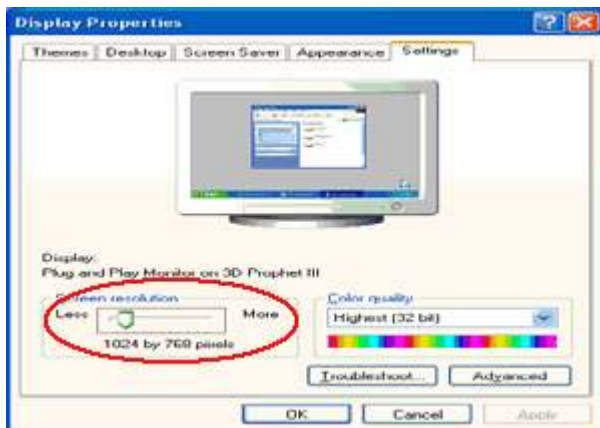 Display Properties
Themes Desktop Screen Saver Appearance Settings
Display:
Plug and Play Monitor on 3D Prophet III
Screen resolution
Less More
1024 by 768 pixels
Color quality
Highest (32 bit)
Troubleshoot... Advanced
OK Cancel Apply